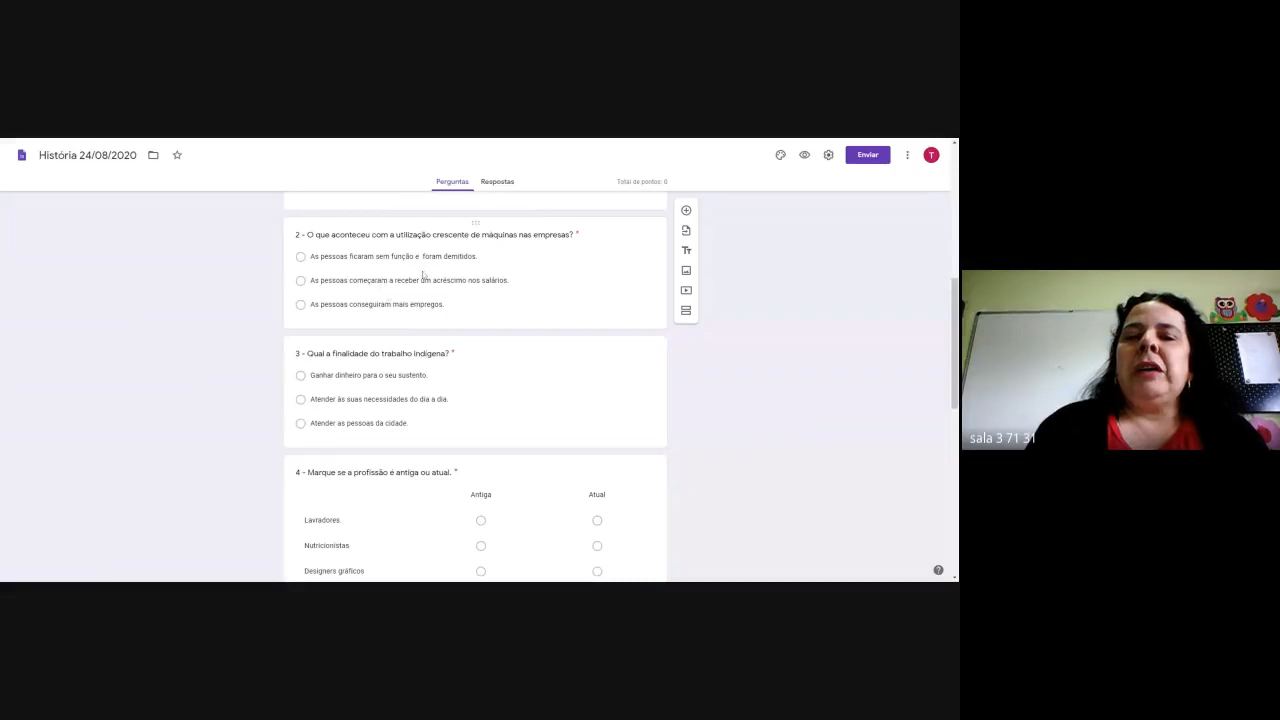 História 24/08/2020
Enviar
T
Perguntas
Respostas
Total de pontos: 0
2 - O que aconteceu com a utilização crescente de máquinas nas empresas? *
As pessoas ficaram sem função e foram demitidos.
As pessoas começaram a receber um acréscimo nos salários.
As pessoas conseguiram mais empregos.
3 - Qual a finalidade do trabalho indígena? *
Ganhar dinheiro para o seu sustento.
Atender às suas necessidades do dia a dia.
Atender as pessoas da cidade.
4 - Marque se a profissão é antiga ou atual. *
Antiga
Atual
Lavradores
Nutricionistas
Designers gráficos
sala 3 71 31